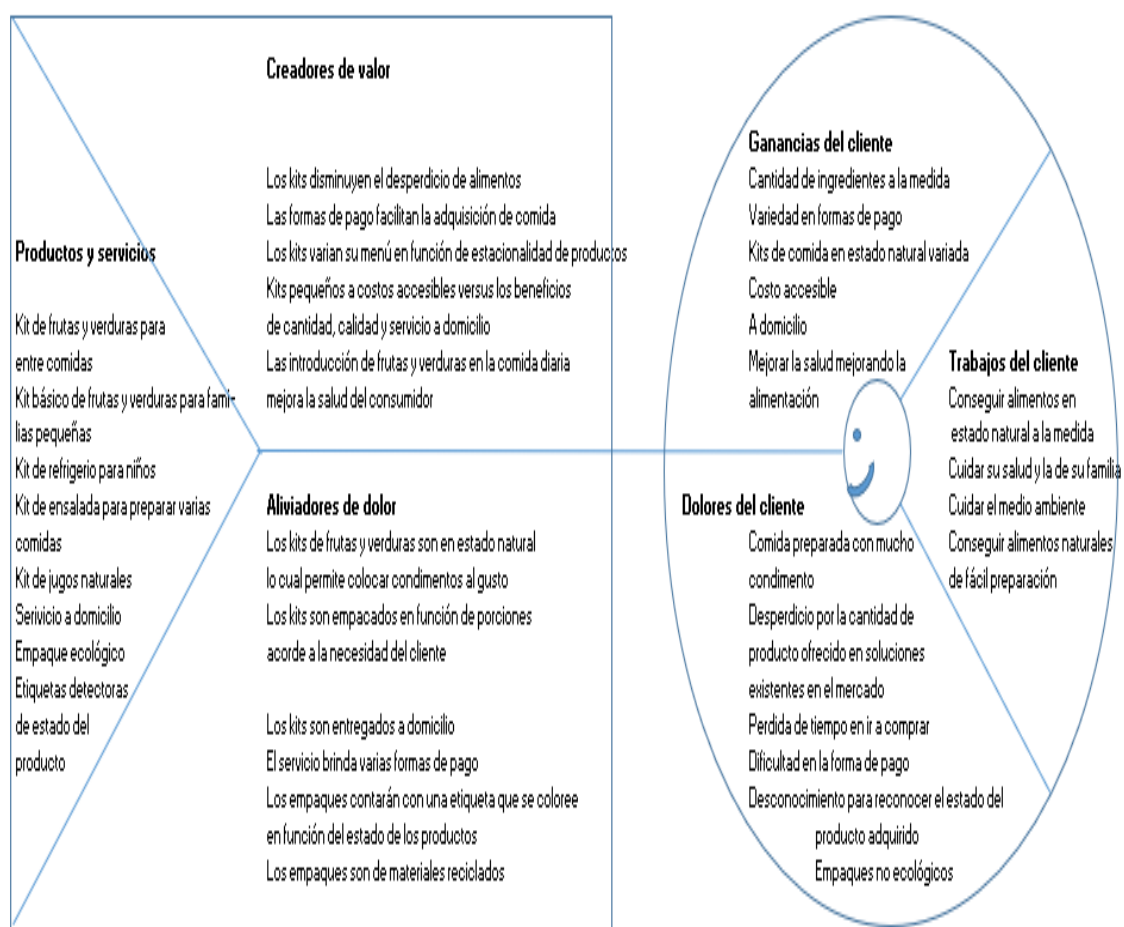 Creadores de valor
Los kits disminuyen el desperdicio de alimentos
Las formas de pago facilitan la adquisición de comida
Los kits varian su menú en función de estacionalidad de productos
Kits pequeños a costos accesibles versus los beneficios
de cantidad, calidad y servicio a domicilio
Las introducción de frutas y verduras en la comida diaria
mejora la salud del consumidor
Productos y servicios
Kit de frutas y verduras para
entre comidas
Kit básico de frutas y verduras para fami-
lias pequeñas
Kit de refrigerio para niños
Kit de ensalada para preparar varias
comidas
Kit de jugos naturales
Serivicio a domicilio
Empaque ecológico
Etiquetas detectoras
de estado del
producto
Aliviadores de dolor
Los kits de frutas y verduras son en estado natural
lo cual permite colocar condimentos al gusto
Los kits son empacados en función de porciones
acorde a la necesidad del cliente
Los kits son entregados a domicilio
El servicio brinda varias formas de pago
Los empaques contarán con una etiqueta que se coloree
en función del estado de los productos
Los empaques son de materiales reciclados
Ganancias del cliente
Cantidad de ingredientes a la medida
Variedad en formas de pago
Kits de comida en estado natural variada
Costo accesible
A domicilio
Mejorar la salud mejorando la
alimentación
Trabajos del cliente
Conseguir alimentos en
estado natural a la medida
Cuidar su salud y la de su familia
Cuidar el medio ambiente
Conseguir alimentos naturales
de fácil preparación
Dolores del cliente
Comida preparada con mucho
condimento
Desperdicio por la cantidad de
producto ofrecido en soluciones
existentes en el mercado
Perdida de tiempo en ir a comprar
Dificultad en la forma de pago
Desconocimiento para reconocer el estado del
producto adquirido
Empaques no ecológicos